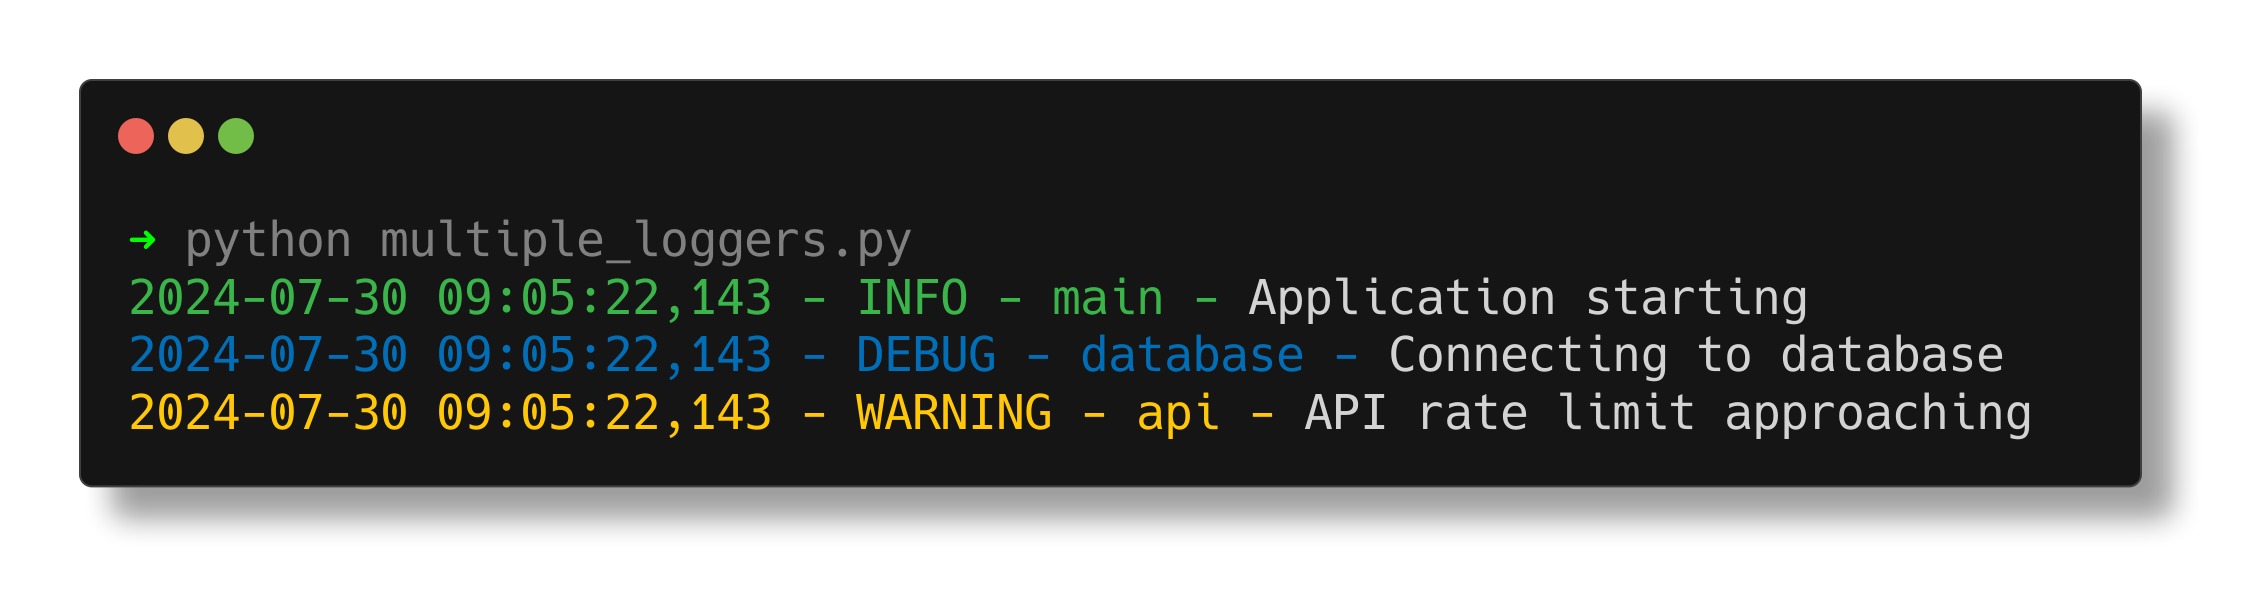 ➜ python multiple_loggers.py
2024-07-30 09:05:22,143 - INFO - main - Application starting
2024-07-30 09:05:22,143 - DEBUG - database - Connecting to database
2024-07-30 09:05:22,143 - WARNING - api - API rate limit approaching